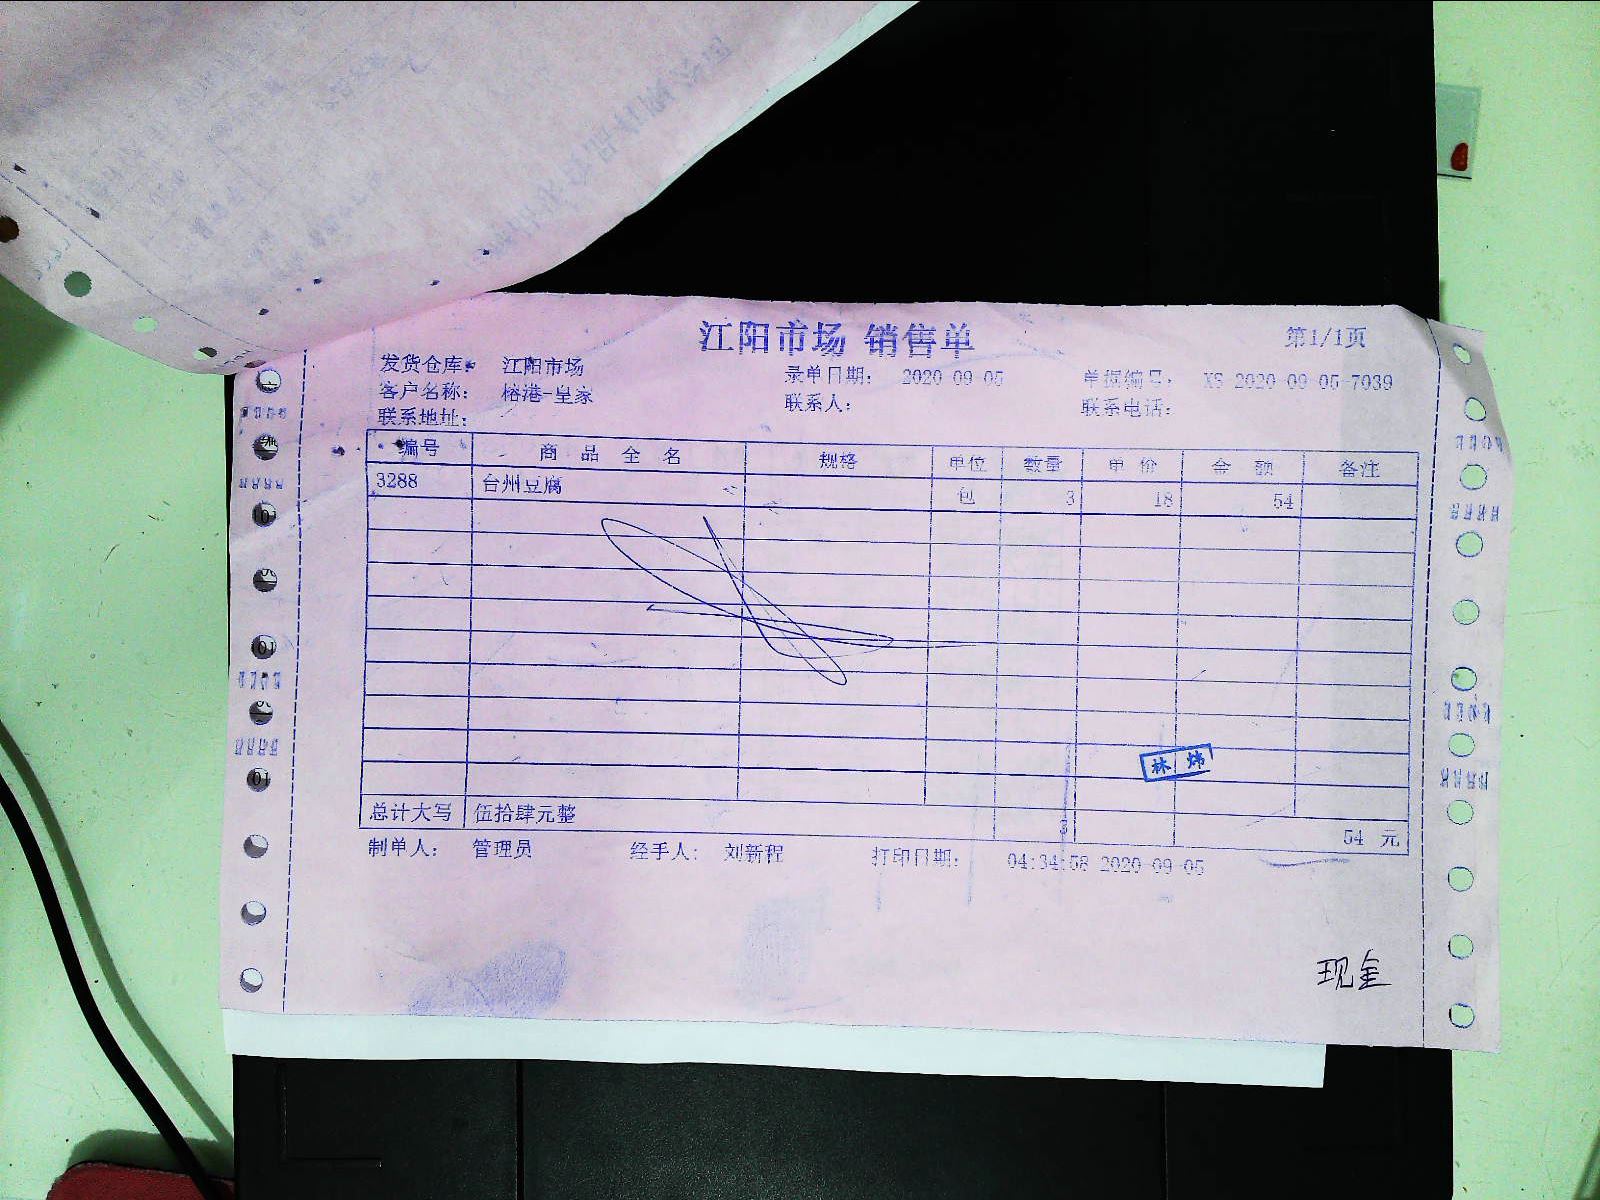 江阳市场 销售单
第1/1页
发货仓库: 江阳市场 录单日期: 2020-09-05 单据编号: XS-2020-09-05-7039
客户名称: 榕港-皇家 联系人: 联系电话:
联系地址:
编号 商品全名 规格 单位 数量 单价 金额 备注
3288 台州豆腐 包 3 18 54
林炜
总计大写 伍拾肆元整 3 54 元
制单人: 管理员 经手人: 刘新程 打印日期: 04:34:58 2020-09-05
现金